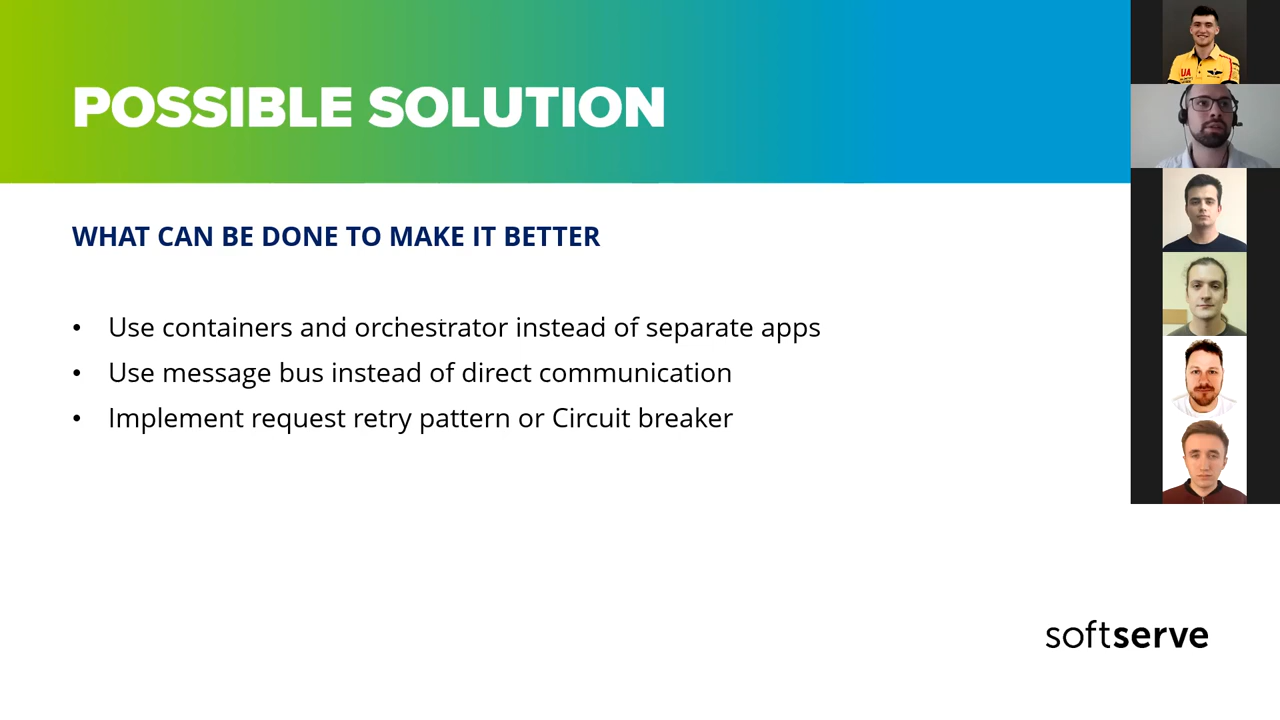 POSSIBLE SOLUTION
WHAT CAN BE DONE TO MAKE IT BETTER
• Use containers and orchestrator instead of separate apps
• Use message bus instead of direct communication
• Implement request retry pattern or Circuit breaker
UA
softserve